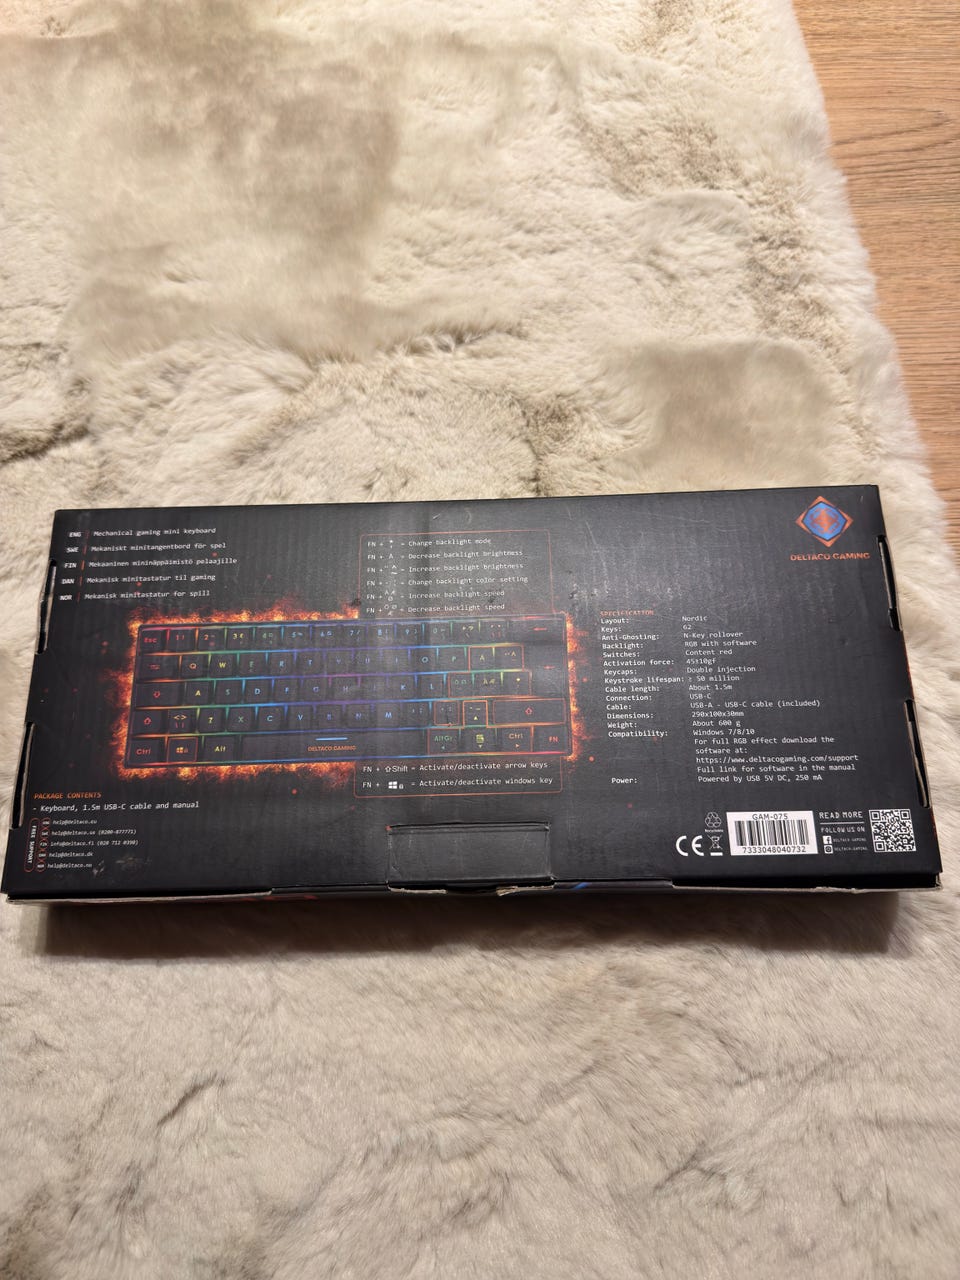 ENG Mechanical gaming mini keyboard
SWE Mekaniskt minitangentbord för spel
FIN Mekaaninen mininäppäimistö pelaajille
DAN Mekanisk minitastatur til gaming
NOR Mekanisk minitastatur for spill
FN + = Change backlight mode
FN + = Decrease backlight brightness
FN + = Increase backlight brightness
FN + = Change backlight color setting
FN + = Increase backlight speed
FN + = Decrease backlight speed
DELTACO GAMING
Esc
Q W E R T Y U I O P Å
A S D F G H J K L
Z X C V B N M
Ctrl Alt DELTACO GAMING AltGr Ctrl FN
FN + Shift = Activate/deactivate arrow keys
FN + = Activate/deactivate windows key
SPECIFICATION
Layout: Nordic
Keys: 62
Anti-Ghosting: N-Key rollover
Backlight: RGB with software
Switches: Content red
Activation force: 45±10gf
Keycaps: Double injection
Keystroke lifespan: ≥ 50 million
Cable length: About 1.5m
Connection: USB-C
Cable: USB-A - USB-C cable (included)
Dimensions: 290x100x30mm
Weight: About 600 g
Compatibility: Windows 7/8/10
For full RGB effect download the
software at:
https://www.deltacogaming.com/support
Full link for software in the manual
Power: Powered by USB 5V DC, 250 mA
PACKAGE CONTENTS
- Keyboard, 1.5m USB-C cable and manual
FREE SUPPORT
help@deltaco.eu
help@deltaco.se (0200-877771)
info@deltaco.fi (020 712 0390)
help@deltaco.dk
help@deltaco.no
CE
GAM-075
7333048040732
READ MORE
FOLLOW US ON
DELTACO.GAMING
DELTACO.GAMING